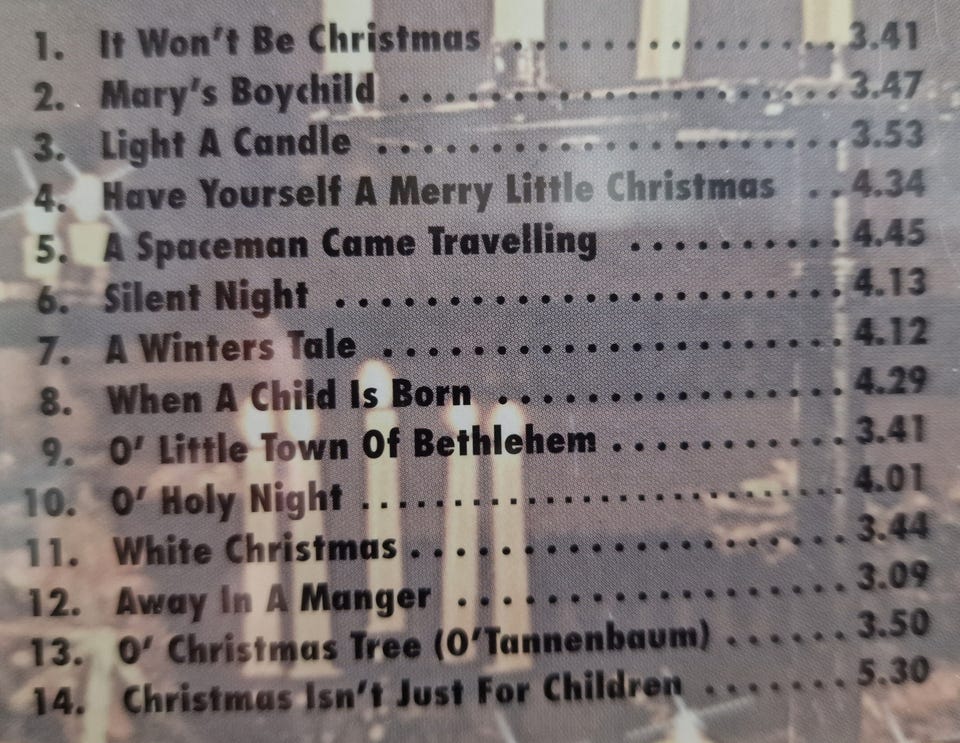 1. It Won't Be Christmas .................. 3.41
2. Mary's Boychild .................... 3.47
3. Light A Candle ..................... 3.53
4. Have Yourself A Merry Little Christmas .. 4.34
5. A Spaceman Came Travelling .......... 4.45
6. Silent Night ....................... 4.13
7. A Winters Tale ..................... 4.12
8. When A Child Is Born ................ 4.29
9. O' Little Town Of Bethlehem ........... 3.41
10. O' Holy Night ...................... 4.01
11. White Christmas .................... 3.44
12. Away In A Manger .................. 3.09
13. O' Christmas Tree (O'Tannenbaum) ...... 3.50
14. Christmas Isn't Just For Children ....... 5.30